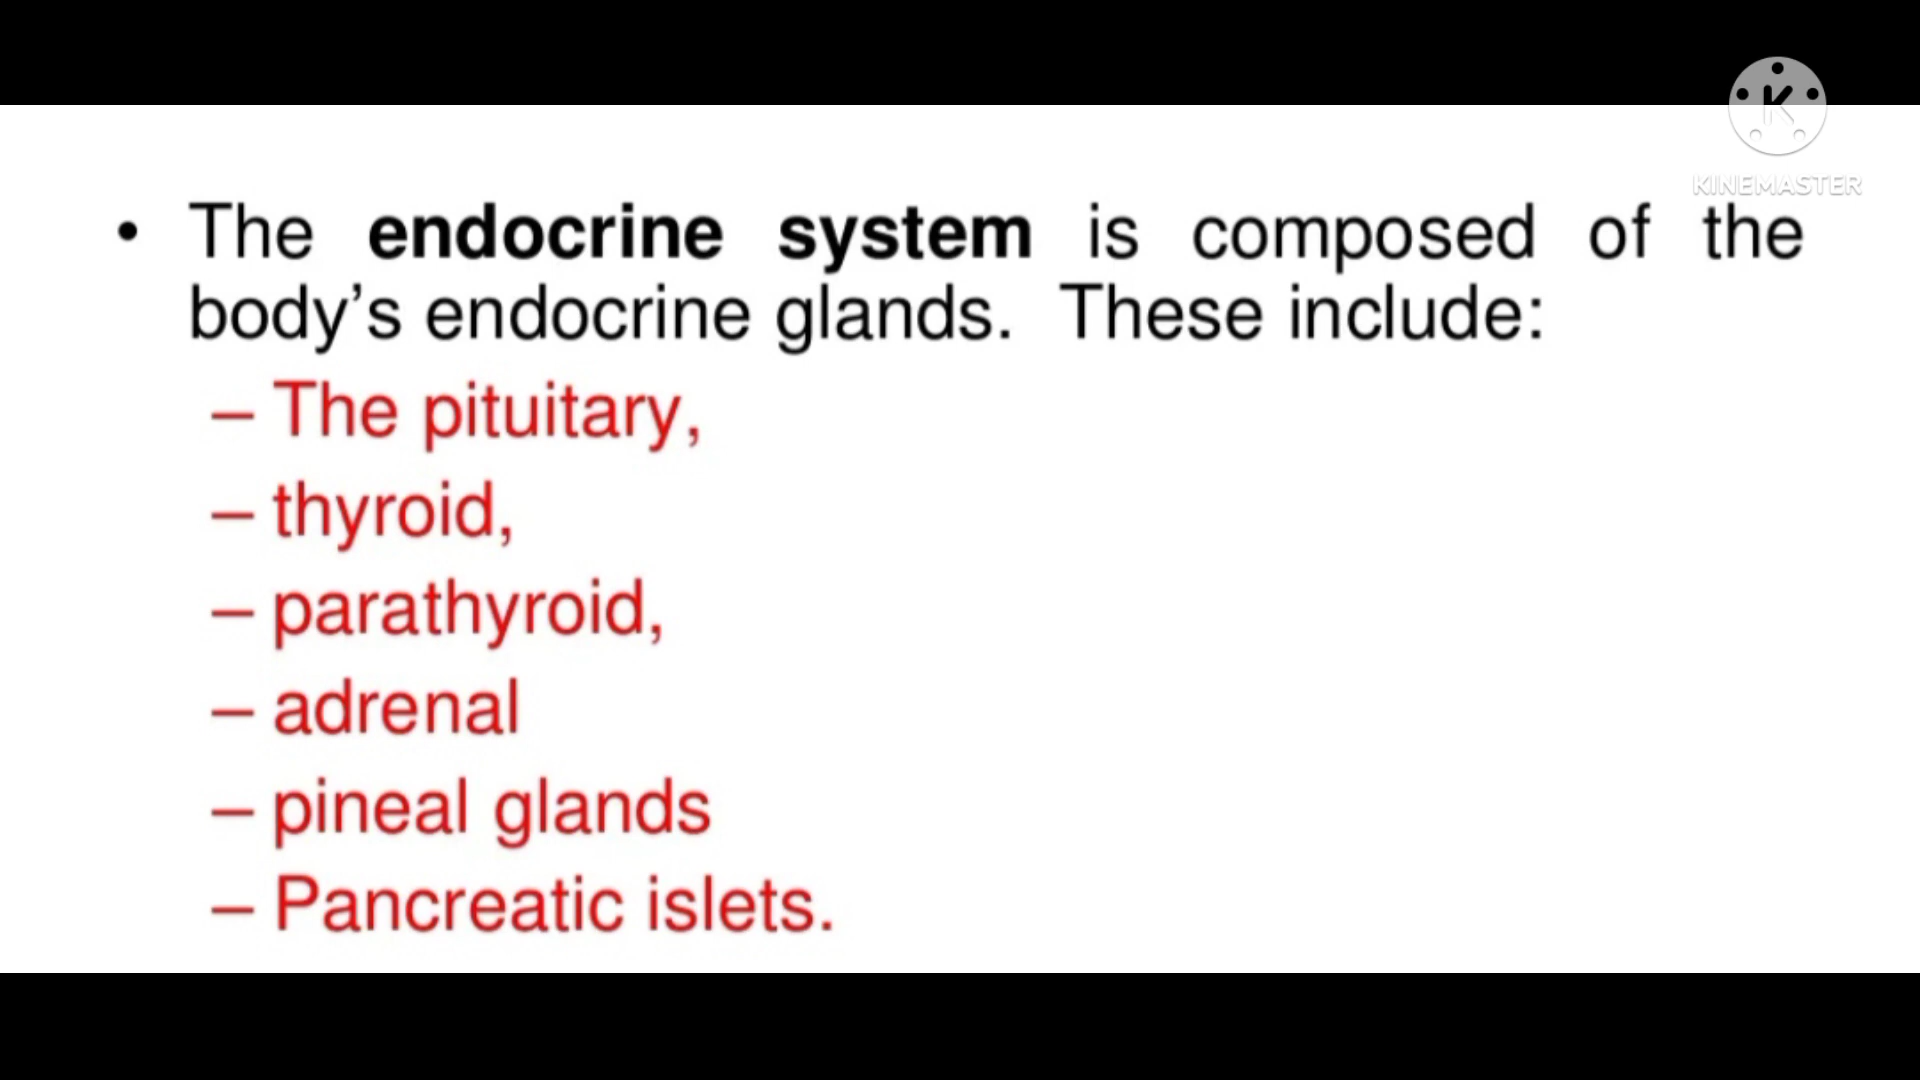 K
KINEMASTER
• The endocrine system is composed of the
body’s endocrine glands. These include:
– The pituitary,
– thyroid,
– parathyroid,
– adrenal
– pineal glands
– Pancreatic islets.